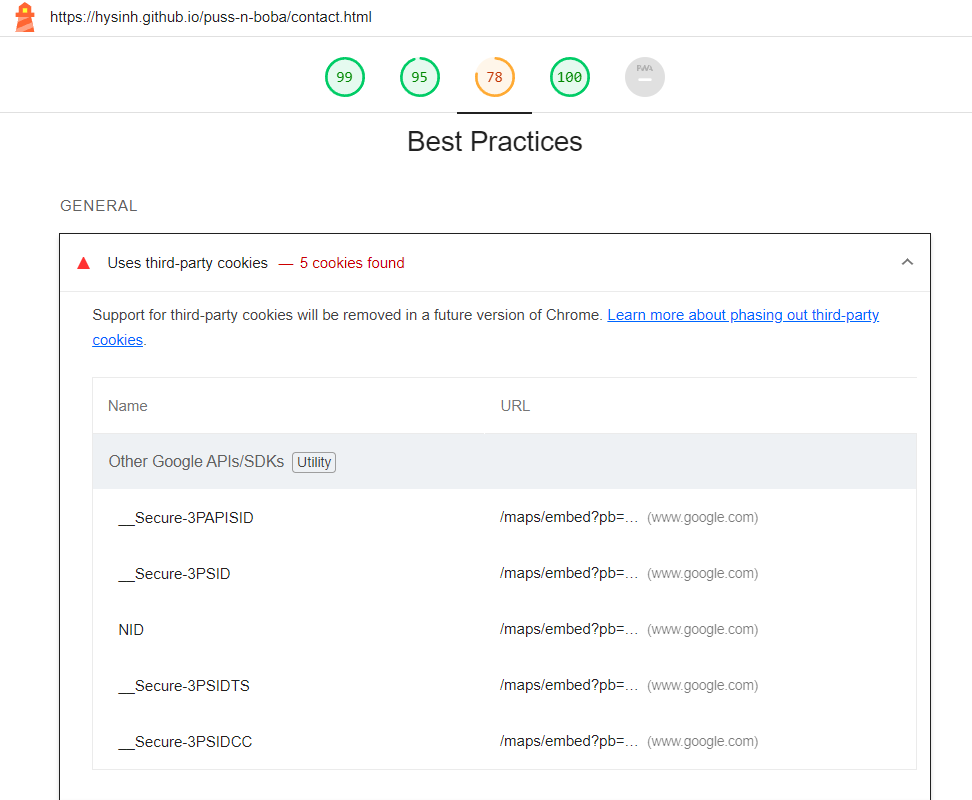 https://hysinh.github.io/puss-n-boba/contact.html
99 95 78 100 PWA
Best Practices
GENERAL
Uses third-party cookies — 5 cookies found
Support for third-party cookies will be removed in a future version of Chrome. Learn more about phasing out third-party
cookies.
Name URL
Other Google APIs/SDKs Utility
__Secure-3PAPISID /maps/embed?pb=… (www.google.com)
__Secure-3PSID /maps/embed?pb=… (www.google.com)
NID /maps/embed?pb=… (www.google.com)
__Secure-3PSIDTS /maps/embed?pb=… (www.google.com)
__Secure-3PSIDCC /maps/embed?pb=… (www.google.com)